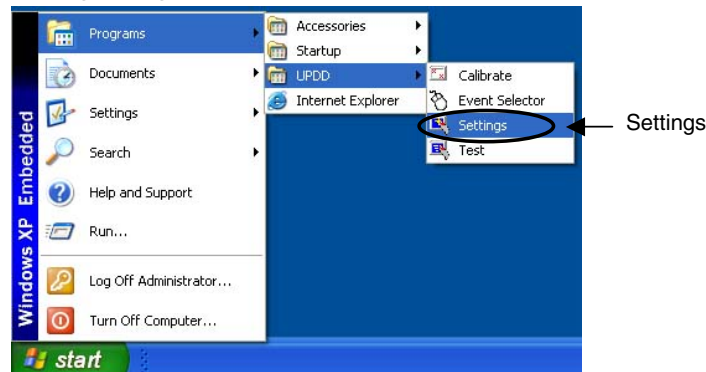 Windows XP Embedded
Programs
Documents
Settings
Search
Help and Support
Run...
Log Off Administrator...
Turn Off Computer...
start
Accessories
Startup
UPDD
Internet Explorer
Calibrate
Event Selector
Settings
Test
Settings